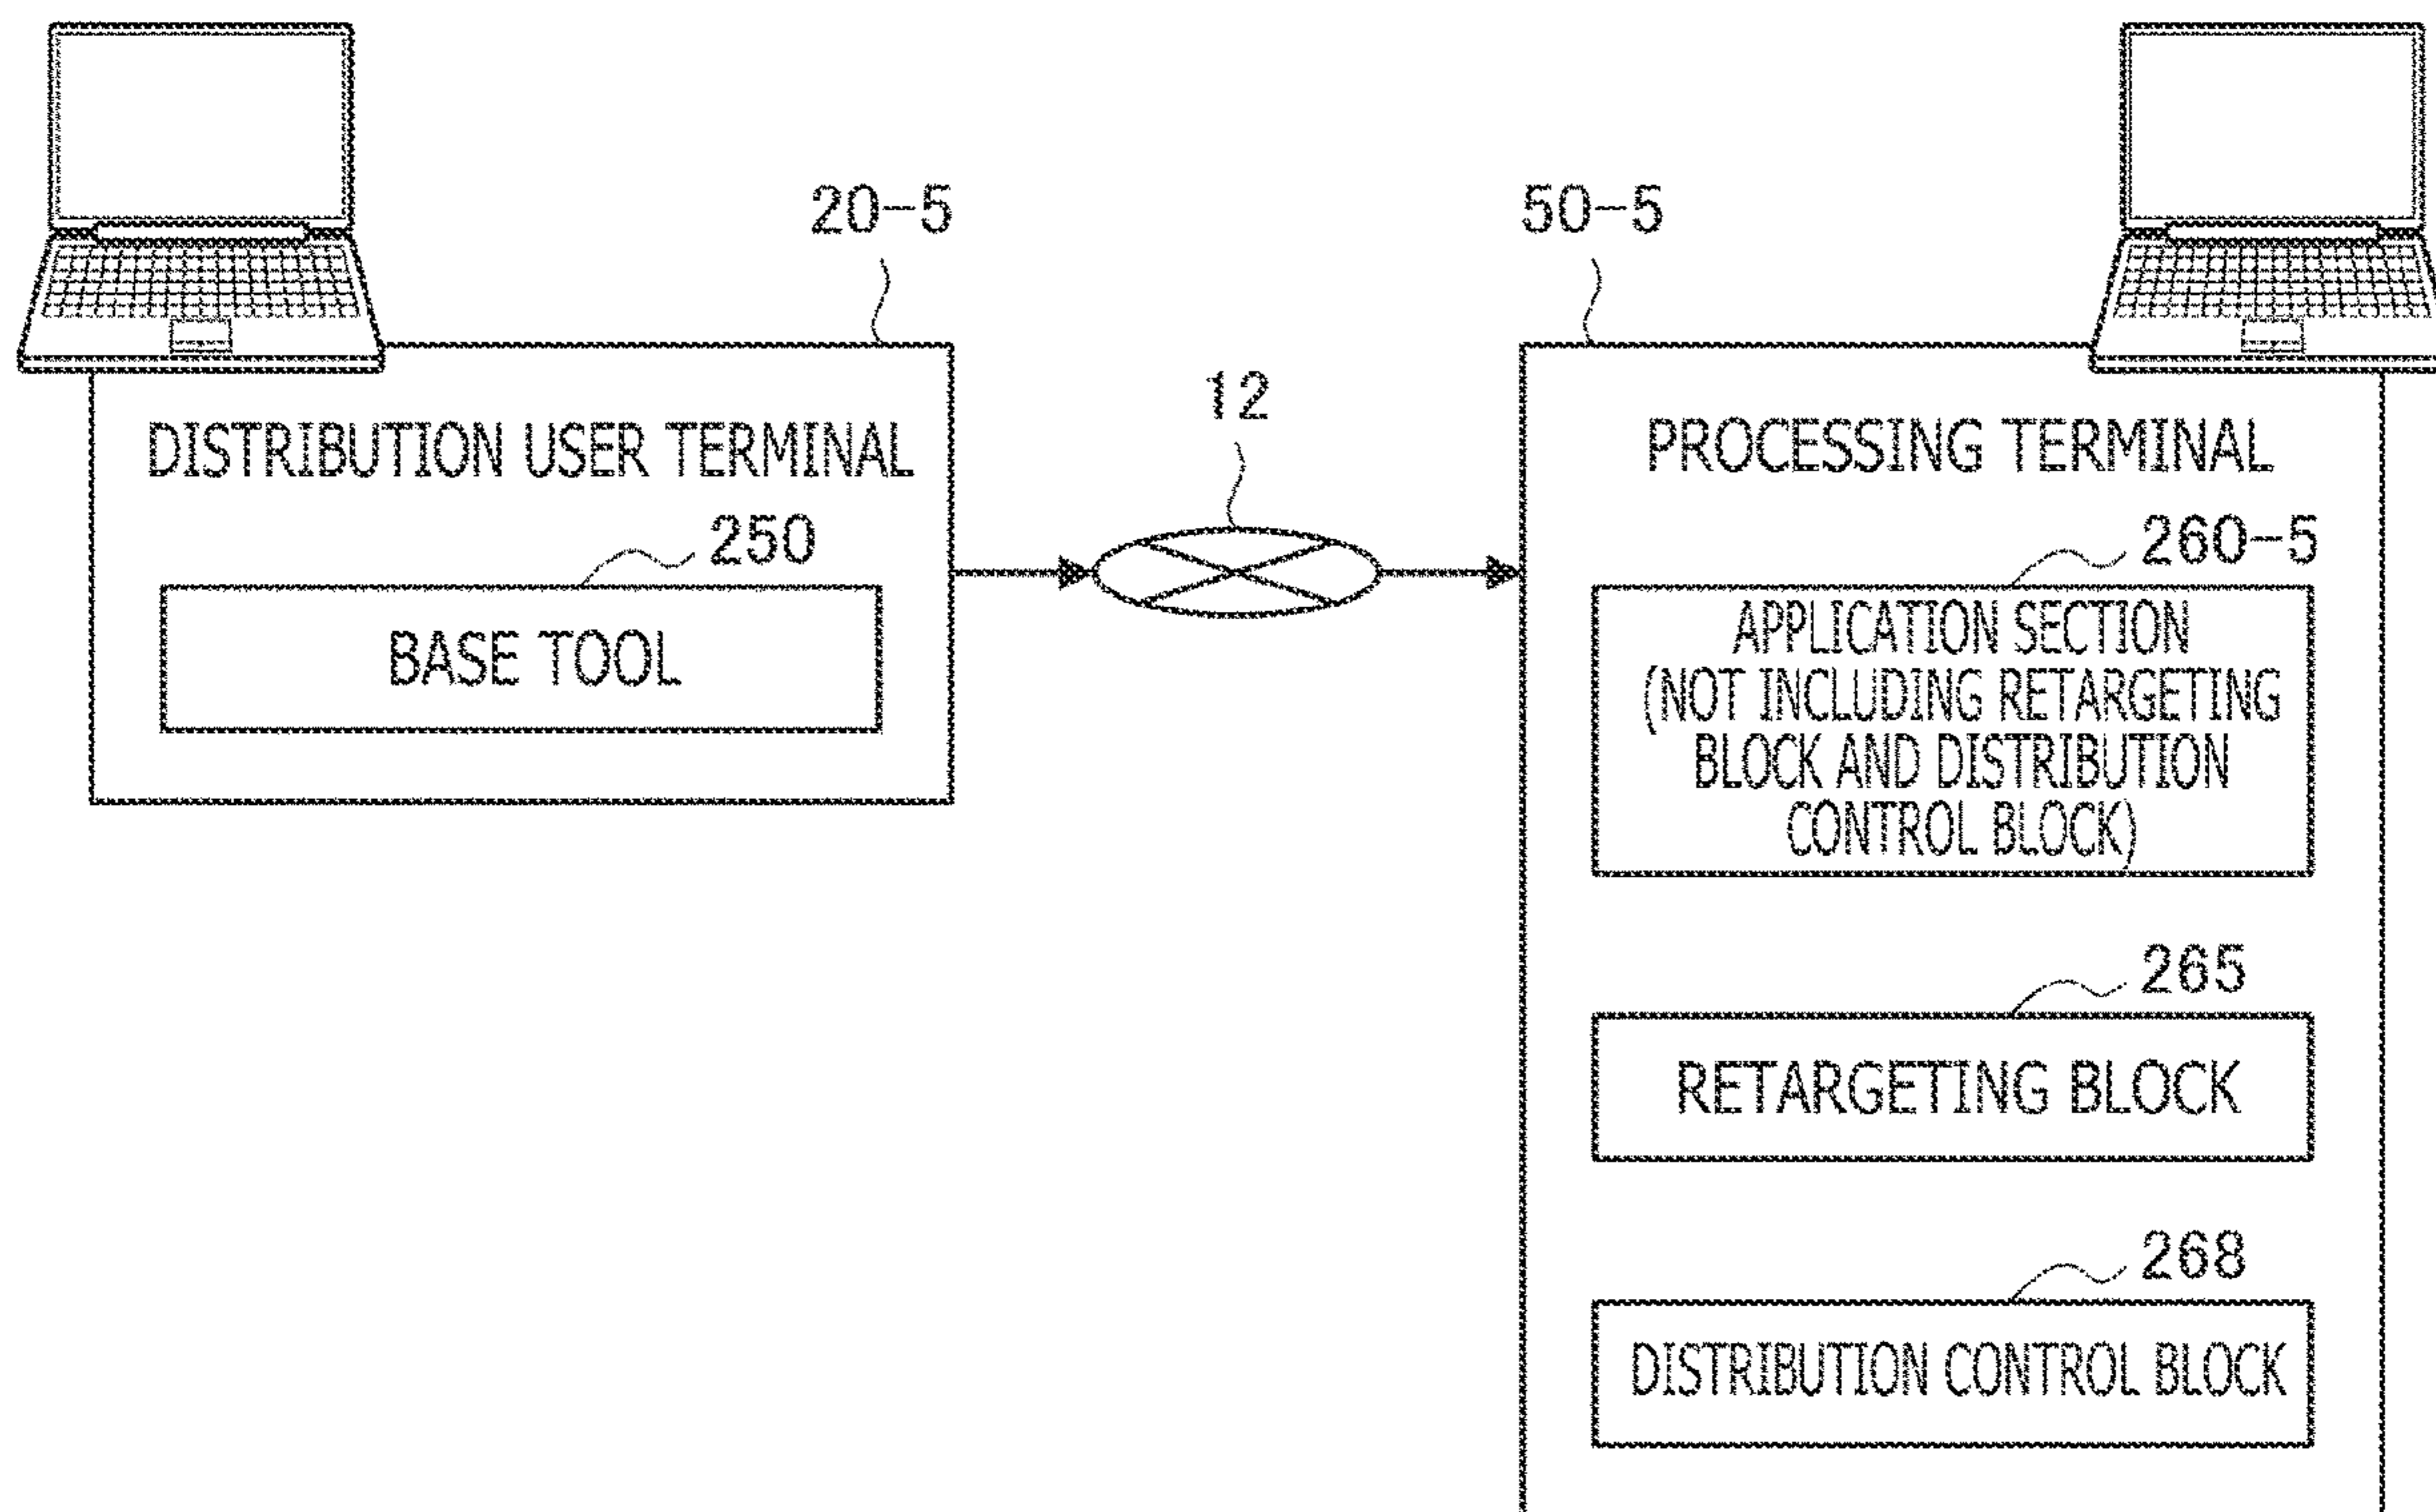 20-5
DISTRIBUTION USER TERMINAL
250
BASE TOOL
12
50-5
PROCESSING TERMINAL
260-5
APPLICATION SECTION
(NOT INCLUDING RETARGETING
BLOCK AND DISTRIBUTION
CONTROL BLOCK)
265
RETARGETING BLOCK
268
DISTRIBUTION CONTROL BLOCK